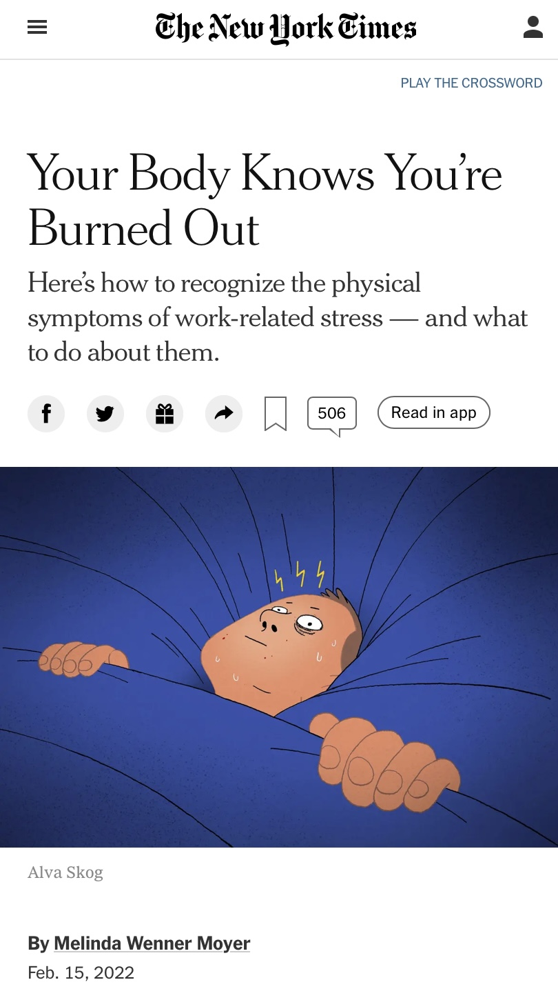 The New York Times
PLAY THE CROSSWORD
Your Body Knows You’re
Burned Out
Here’s how to recognize the physical
symptoms of work-related stress — and what
to do about them.
506
Read in app
Alva Skog
By Melinda Wenner Moyer
Feb. 15, 2022